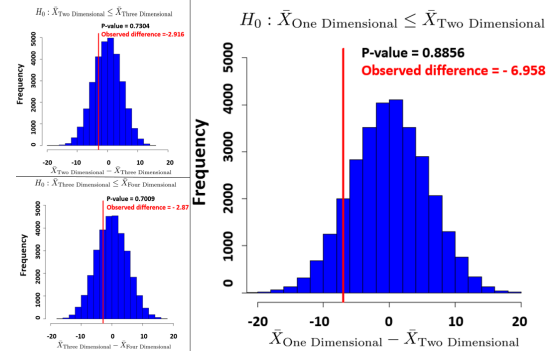 H₀ : X̄Two Dimensional ≤ X̄Three Dimensional
P-value = 0.7304
Observed difference =-2.916
Frequency
0 1000 2000 3000 4000 5000
-20 -10 0 10 20
X̄Two Dimensional − X̄Three Dimensional
H₀ : X̄Three Dimensional ≤ X̄Four Dimensional
P-value = 0.7009
Observed difference = - 2.87
Frequency
0 1000 2000 3000 4000 5000
-20 -10 0 10 20
X̄Three Dimensional − X̄Four Dimensional
H₀ : X̄One Dimensional ≤ X̄Two Dimensional
P-value = 0.8856
Observed difference = - 6.958
Frequency
0 1000 2000 3000 4000 5000
-20 -10 0 10 20
X̄One Dimensional − X̄Two Dimensional